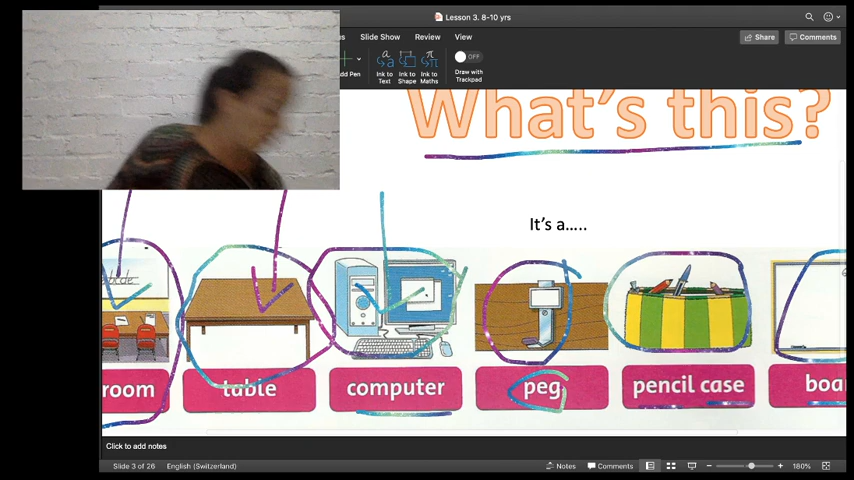 Lesson 3. 8-10 yrs
Slide Show Review View
Share Comments
Pen
Ink to Text
Ink to Shape
Ink to Maths
OFF
Draw with Trackpad
What's this?
It's a.....
room table computer peg pencil case
Click to add notes
Slide 3 of 26 English (Switzerland) Notes Comments 180%